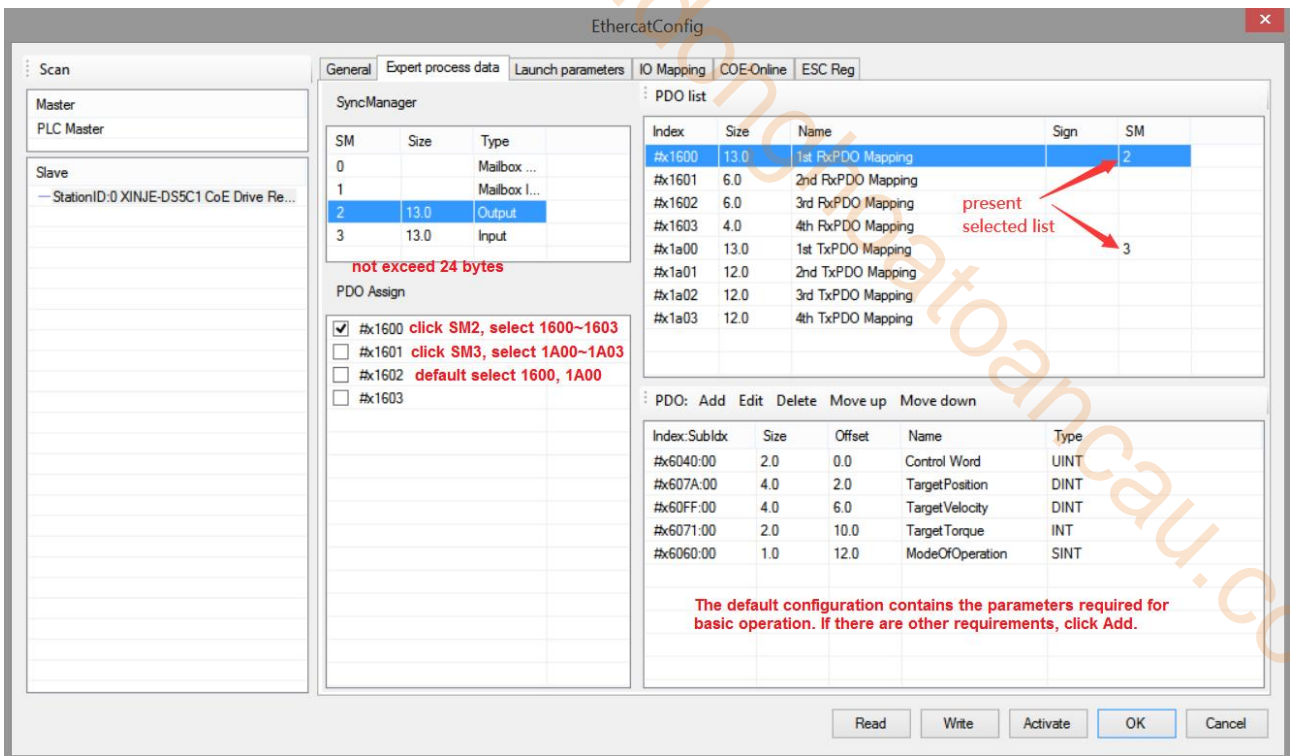 EthercatConfig
Scan
Master
PLC Master
Slave
StationID:0 XINJE-DS5C1 CoE Drive Re...
General Expert process data Launch parameters IO Mapping COE-Online ESC Reg
SyncManager
SM Size Type
0 Mailbox ...
1 Mailbox I...
2 13.0 Output
3 13.0 Input
not exceed 24 bytes
PDO Assign
#x1600 click SM2, select 1600~1603
#x1601 click SM3, select 1A00~1A03
#x1602 default select 1600, 1A00
#x1603
PDO list
Index Size Name Sign SM
#x1600 13.0 1st RxPDO Mapping 2
#x1601 6.0 2nd RxPDO Mapping
#x1602 6.0 3rd RxPDO Mapping
#x1603 4.0 4th RxPDO Mapping
#x1a00 13.0 1st TxPDO Mapping 3
#x1a01 12.0 2nd TxPDO Mapping
#x1a02 12.0 3rd TxPDO Mapping
#x1a03 12.0 4th TxPDO Mapping
present
selected list
PDO: Add Edit Delete Move up Move down
Index:SubIdx Size Offset Name Type
#x6040:00 2.0 0.0 Control Word UINT
#x607A:00 4.0 2.0 TargetPosition DINT
#x60FF:00 4.0 6.0 TargetVelocity DINT
#x6071:00 2.0 10.0 TargetTorque INT
#x6060:00 1.0 12.0 ModeOfOperation SINT
The default configuration contains the parameters required for
basic operation. If there are other requirements, click Add.
Read Write Activate OK Cancel